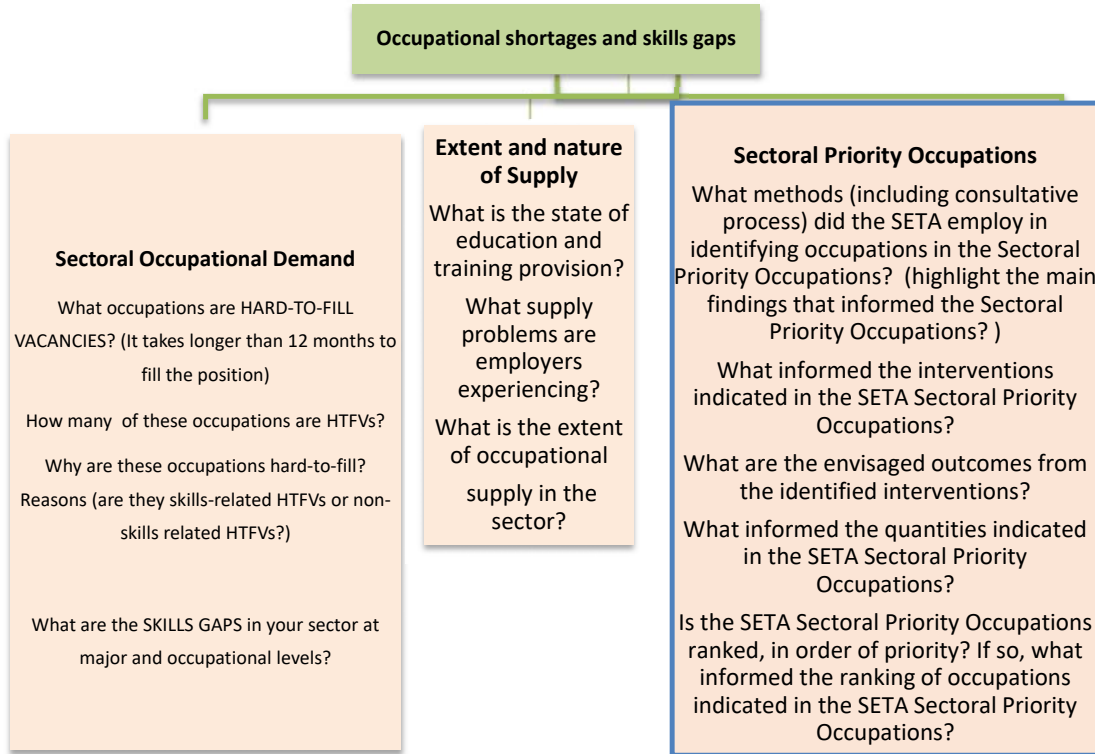 Occupational shortages and skills gaps
Sectoral Occupational Demand
What occupations are HARD-TO-FILL
VACANCIES? (It takes longer than 12 months to
fill the position)
How many of these occupations are HTFVs?
Why are these occupations hard-to-fill?
Reasons (are they skills-related HTFVs or non-
skills related HTFVs?)
What are the SKILLS GAPS in your sector at
major and occupational levels?
Extent and nature
of Supply
What is the state of
education and
training provision?
What supply
problems are
employers
experiencing?
What is the extent
of occupational
supply in the
sector?
Sectoral Priority Occupations
What methods (including consultative
process) did the SETA employ in
identifying occupations in the Sectoral
Priority Occupations? (highlight the main
findings that informed the Sectoral
Priority Occupations? )
What informed the interventions
indicated in the SETA Sectoral Priority
Occupations?
What are the envisaged outcomes from
the identified interventions?
What informed the quantities indicated
in the SETA Sectoral Priority
Occupations?
Is the SETA Sectoral Priority Occupations
ranked, in order of priority? If so, what
informed the ranking of occupations
indicated in the SETA Sectoral Priority
Occupations?